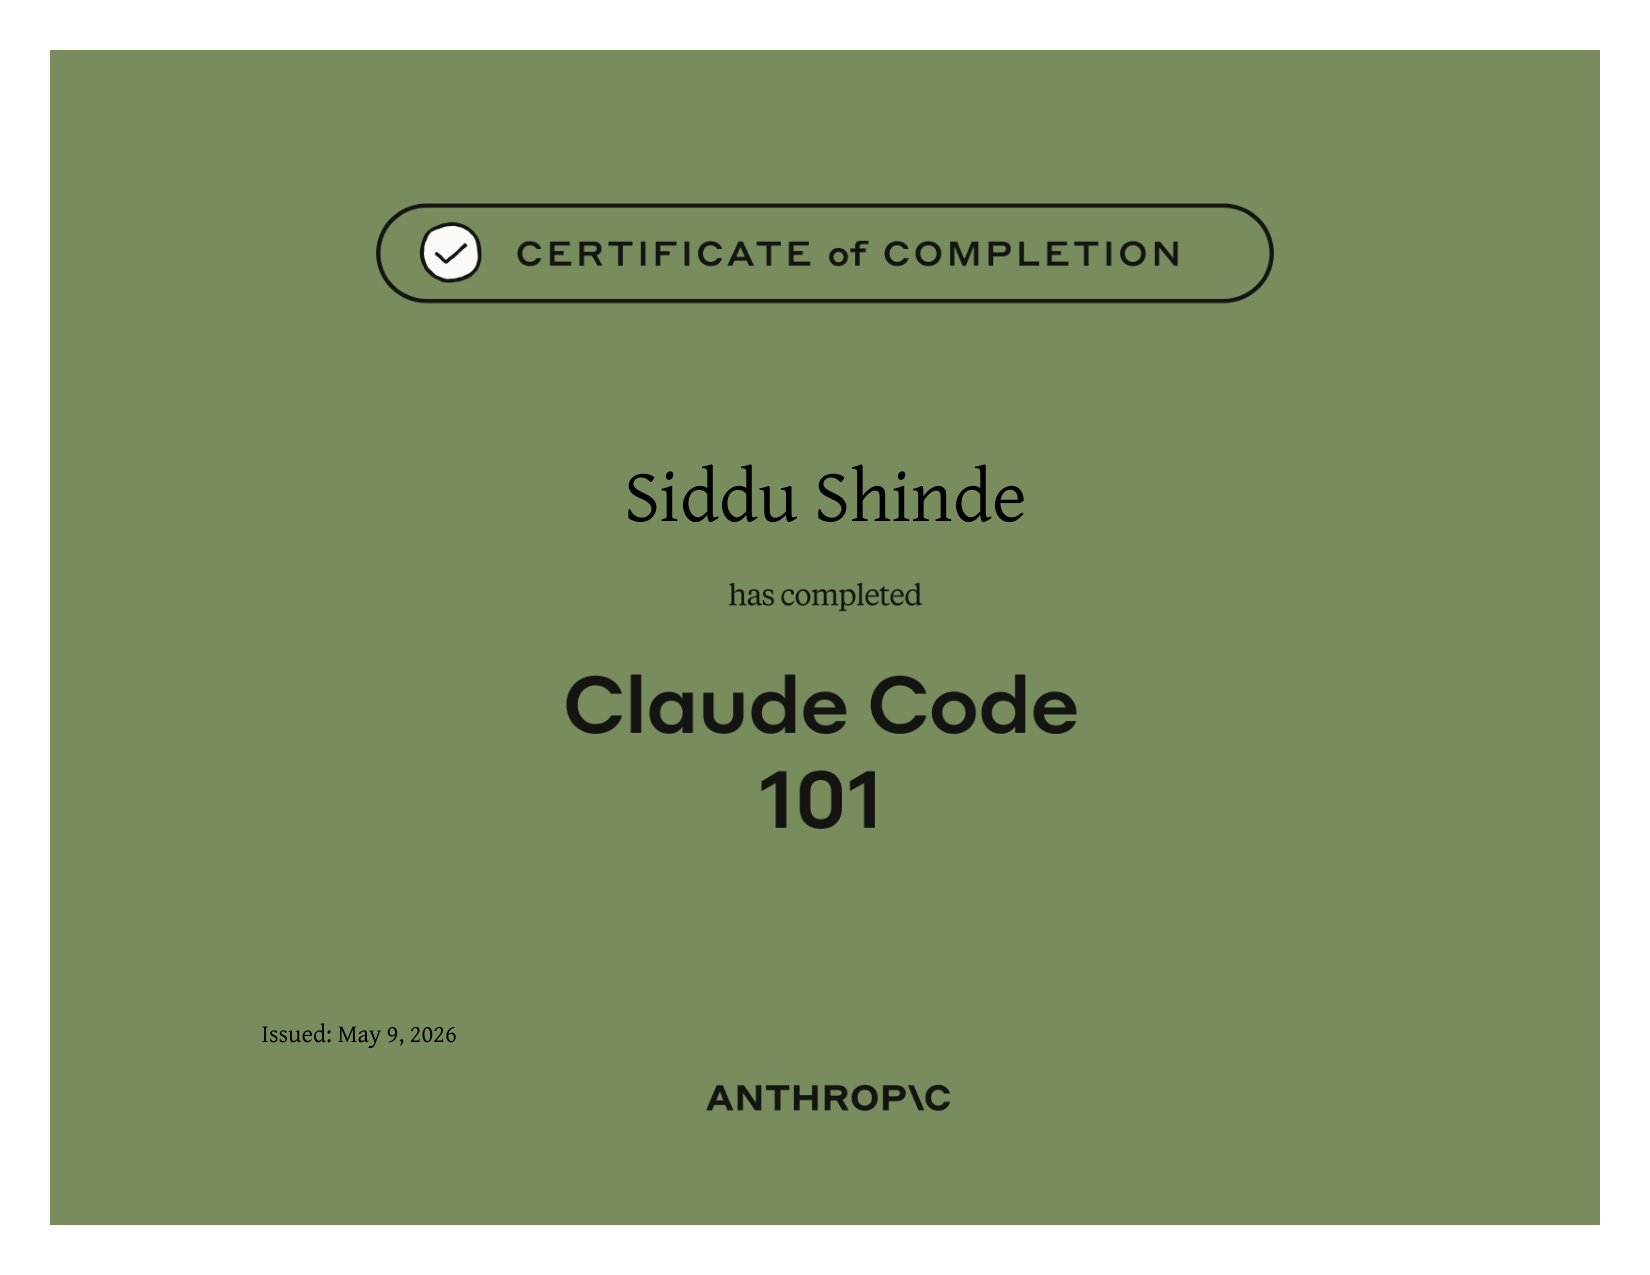 CERTIFICATE of COMPLETION
Siddu Shinde
has completed
Claude Code
101
Issued: May 9, 2026
ANTHROP\C